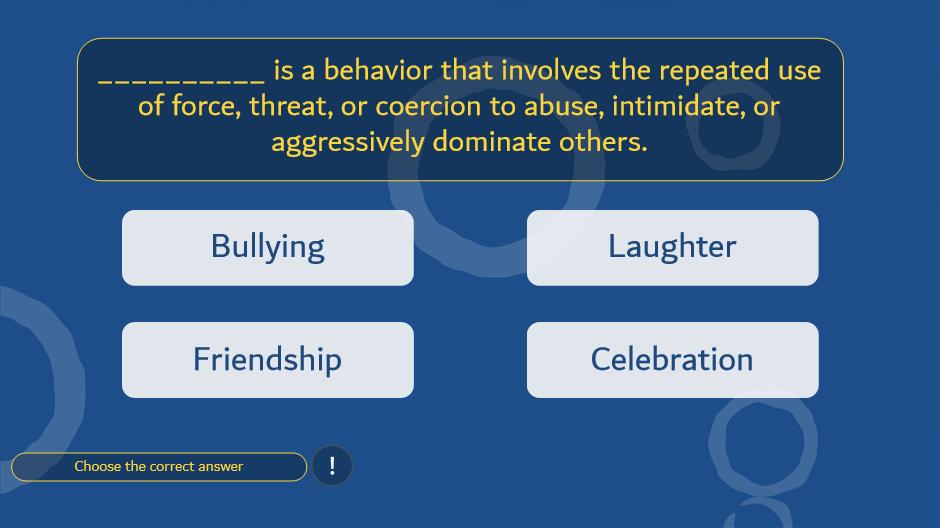 __________ is a behavior that involves the repeated use
of force, threat, or coercion to abuse, intimidate, or
aggressively dominate others.
Bullying
Laughter
Friendship
Celebration
Choose the correct answer
!